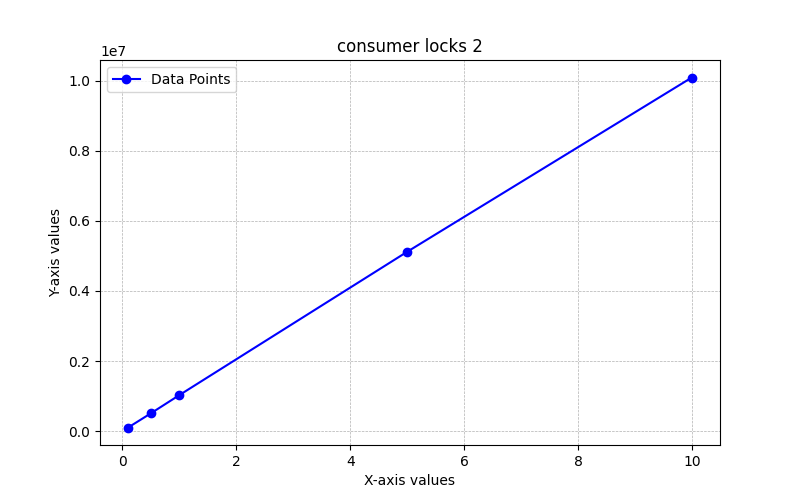 consumer locks 2
1e7
Data Points
1.0
0.8
0.6
0.4
0.2
0.0
Y-axis values
0 2 4 6 8 10
X-axis values